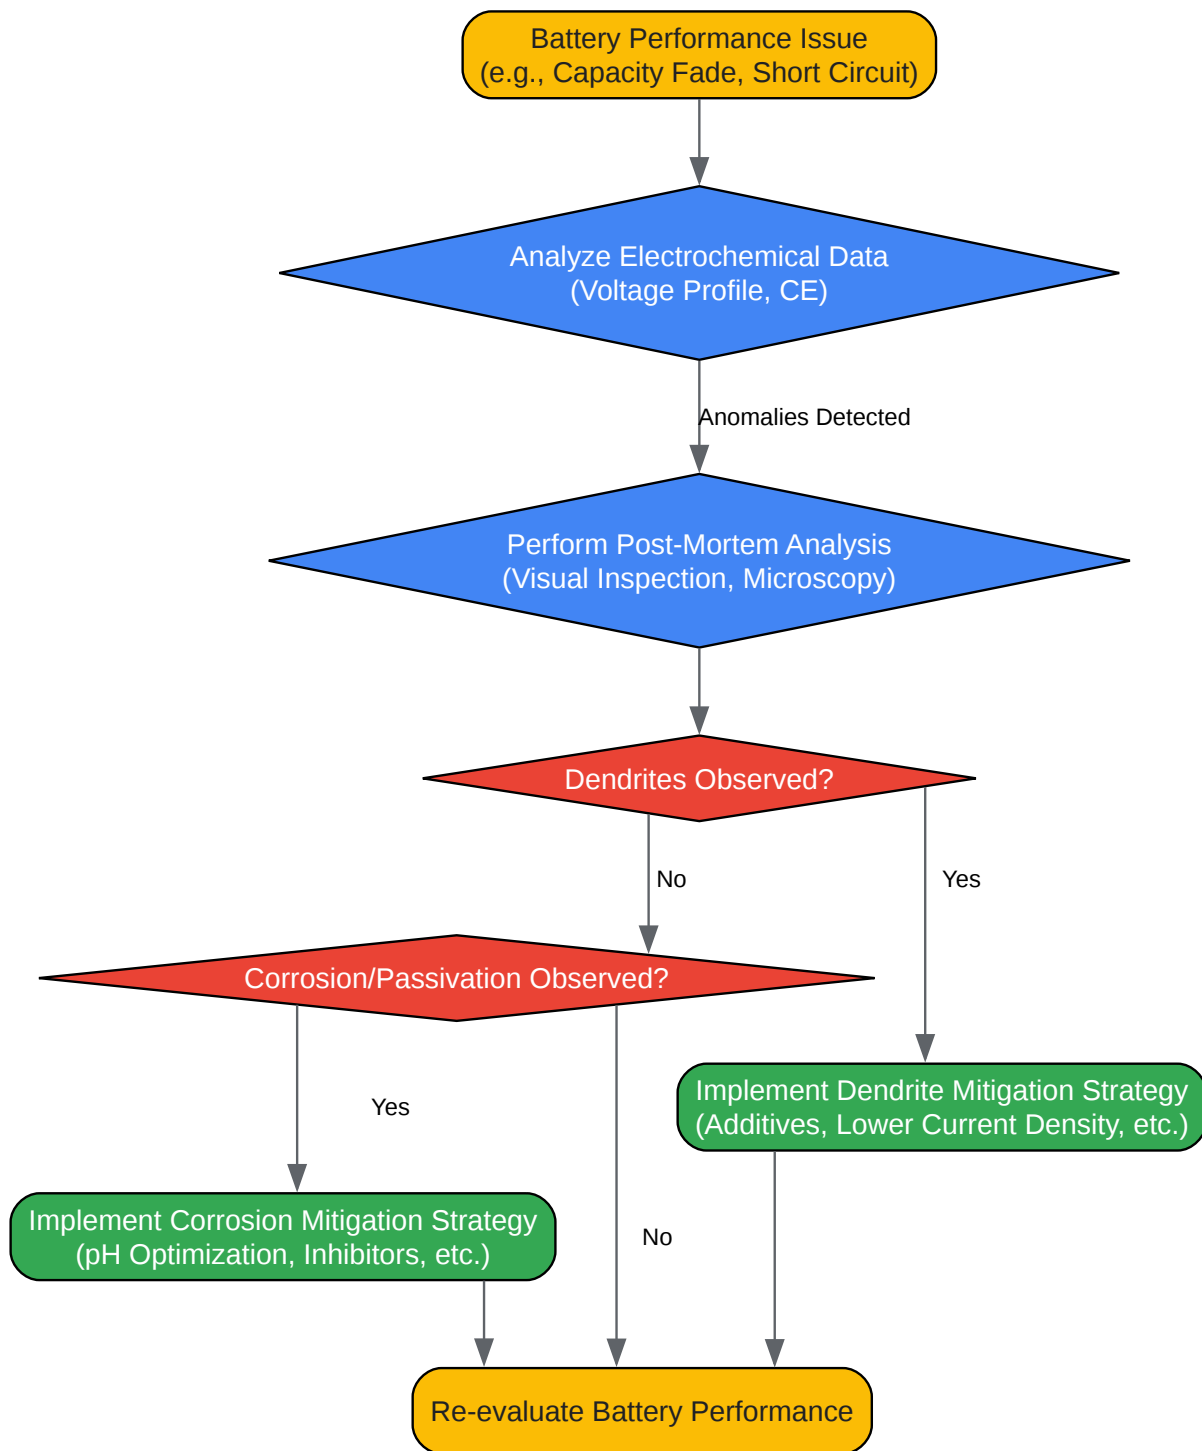 Battery Performance Issue
(e.g., Capacity Fade, Short Circuit)
Analyze Electrochemical Data
(Voltage Profile, CE)
Anomalies Detected
Perform Post-Mortem Analysis
(Visual Inspection, Microscopy)
Dendrites Observed?
No
Yes
Corrosion/Passivation Observed?
Implement Dendrite Mitigation Strategy
(Additives, Lower Current Density, etc.)
Yes
Implement Corrosion Mitigation Strategy
(pH Optimization, Inhibitors, etc.)
No
Re-evaluate Battery Performance